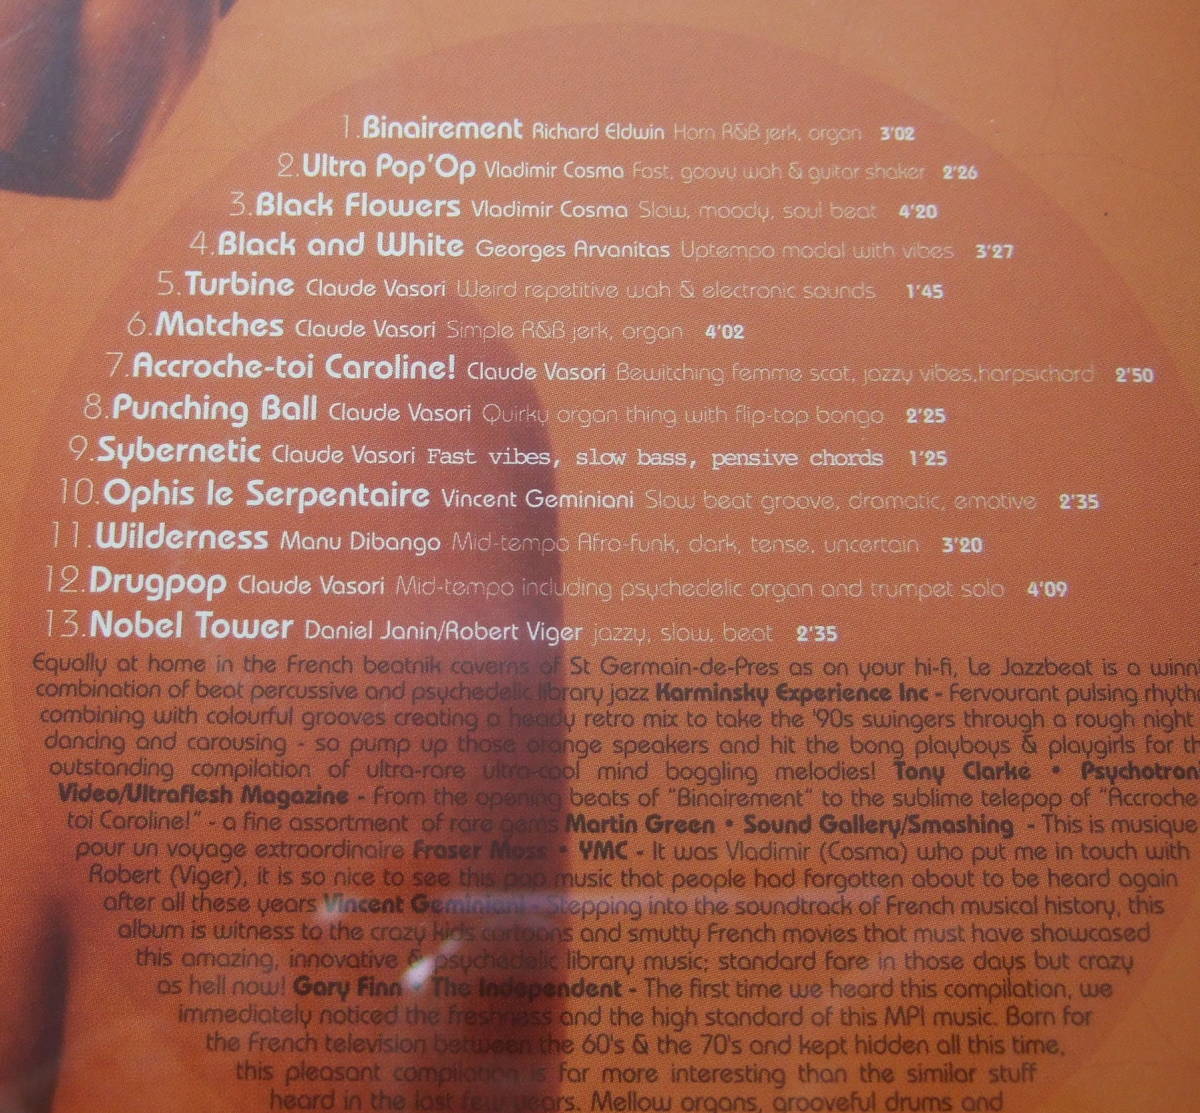 1.Binairement Richard Eldwin Horn R&B jerk, organ 3'02
2.Ultra Pop'Op Vladimir Cosma Fast, goovy wah & guitar shaker 2'26
3.Black Flowers Vladimir Cosma Slow, moody, soul beat 4'20
4.Black and White Georges Arvanitas Uptempo modal with vibes 3'27
5.Turbine Claude Vasori Weird repetitive wah & electronic sounds 1'45
6.Matches Claude Vasori Simple R&B jerk, organ 4'02
7.Accroche-toi Caroline! Claude Vasori Bewitching femme scat, jazzy vibes,harpsichord 2'50
8.Punching Ball Claude Vasori Quirky organ thing with flip-top bongo 2'25
9.Sybernetic Claude Vasori Fast vibes, slow bass, pensive chords 1'25
10.Ophis le Serpentaire Vincent Geminiani Slow beat groove, dramatic, emotive 2'35
11.Wilderness Manu Dibango Mid-tempo Afro-funk, dark, tense, uncertain 3'20
12.Drugpop Claude Vasori Mid-tempo including psychedelic organ and trumpet solo 4'09
13.Nobel Tower Daniel Janin/Robert Viger jazzy, slow, beat 2'35
Equally at home in the French beatnik caverns of St Germain-de-Pres as on your hi-fi, Le Jazzbeat is a winni
combination of beat percussive and psychedelic library jazz Karminsky Experience Inc - Fervourant pulsing rhythm
combining with colourful grooves creating a heady retro mix to take the '90s swingers through a rough night
dancing and carousing - so pump up those orange speakers and hit the bong playboys & playgirls for th
outstanding compilation of ultra-rare ultra-cool mind boggling melodies! Tony Clarke • Psychotroni
Video/Ultraflesh Magazine - From the opening beats of "Binairement" to the sublime telepop of "Accroche
toi Caroline!" - a fine assortment of rare gems Martin Green • Sound Gallery/Smashing - This is musique
pour un voyage extraordinaire Fraser Moss • YMC - It was Vladimir (Cosma) who put me in touch with
Robert (Viger), it is so nice to see this pop music that people had forgotten about to be heard again
after all these years Vincent Geminiani - Stepping into the soundtrack of French musical history, this
album is witness to the crazy kids cartoons and smutty French movies that must have showcased
this amazing, innovative & psychadelic library music; standard fare in those days but crazy
as hell now! Gary Finn • The Independent - The first time we heard this compilation, we
immediately noticed the freshness and the high standard of this MPI music. Born for
the French television between the 60's & the 70's and kept hidden all this time,
this pleasant compilation is far more interesting than the similar stuff
heard in the last few years. Mellow organs, grooveful drums and